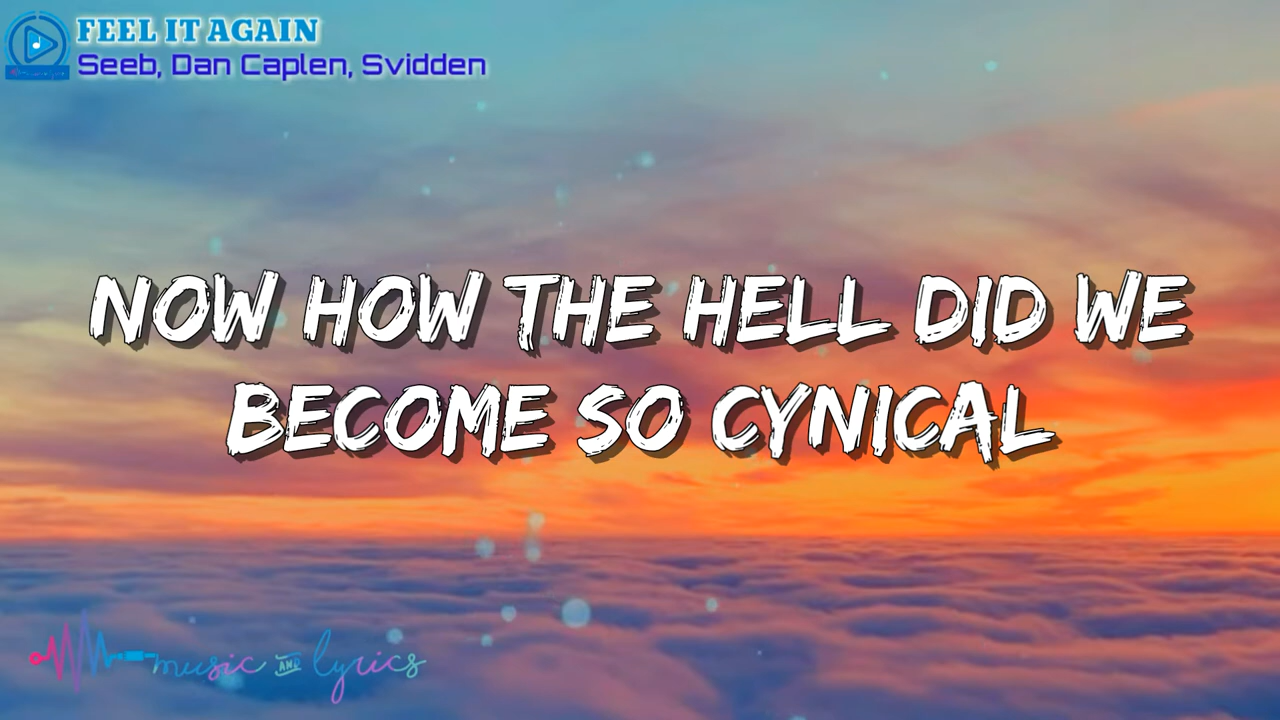 FEEL IT AGAIN
Seeb, Dan Caplen, Svidden
NOW HOW THE HELL DID WE
BECOME SO CYNICAL
music AND lyrics